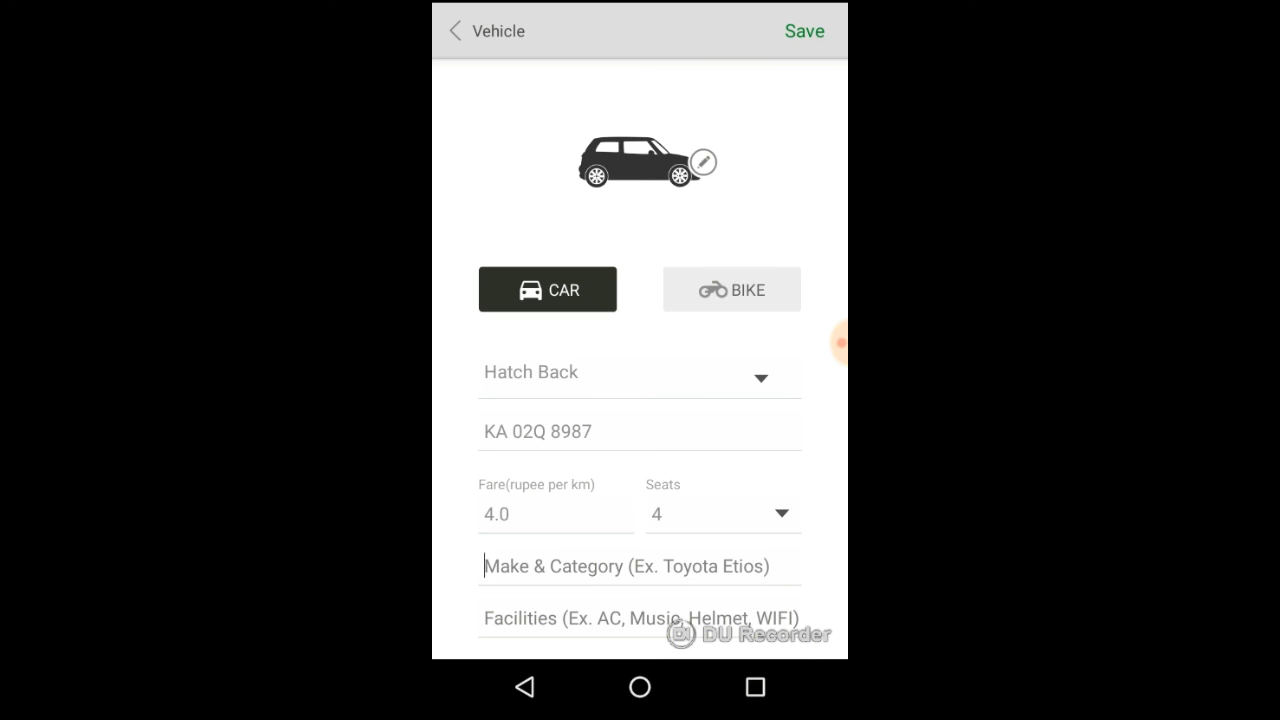 Vehicle Save
CAR BIKE
Hatch Back
KA 02Q 8987
Fare(rupee per km) Seats
4.0 4
Make & Category (Ex. Toyota Etios)
Facilities (Ex. AC, Music, Helmet, WIFI)
DU Recorder